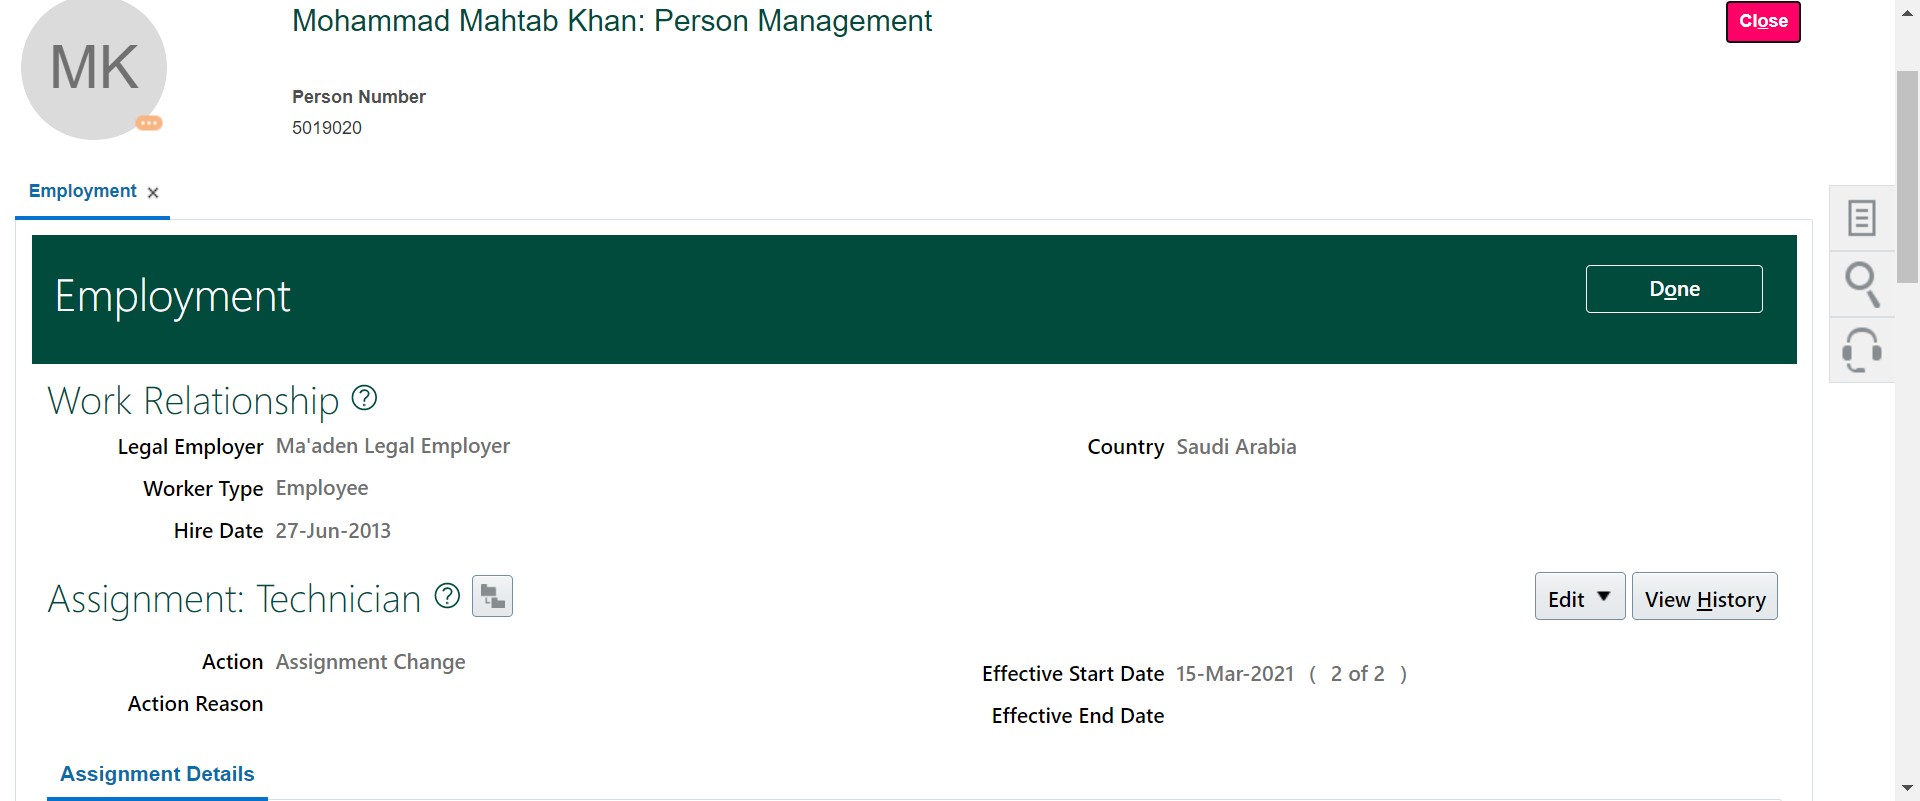 MK
Mohammad Mahtab Khan: Person Management
Close
Person Number
5019020
Employment
Employment
Done
Work Relationship
Legal Employer Ma'aden Legal Employer
Country Saudi Arabia
Worker Type Employee
Hire Date 27-Jun-2013
Assignment: Technician
Edit
View History
Action Assignment Change
Effective Start Date 15-Mar-2021 ( 2 of 2 )
Action Reason
Effective End Date
Assignment Details